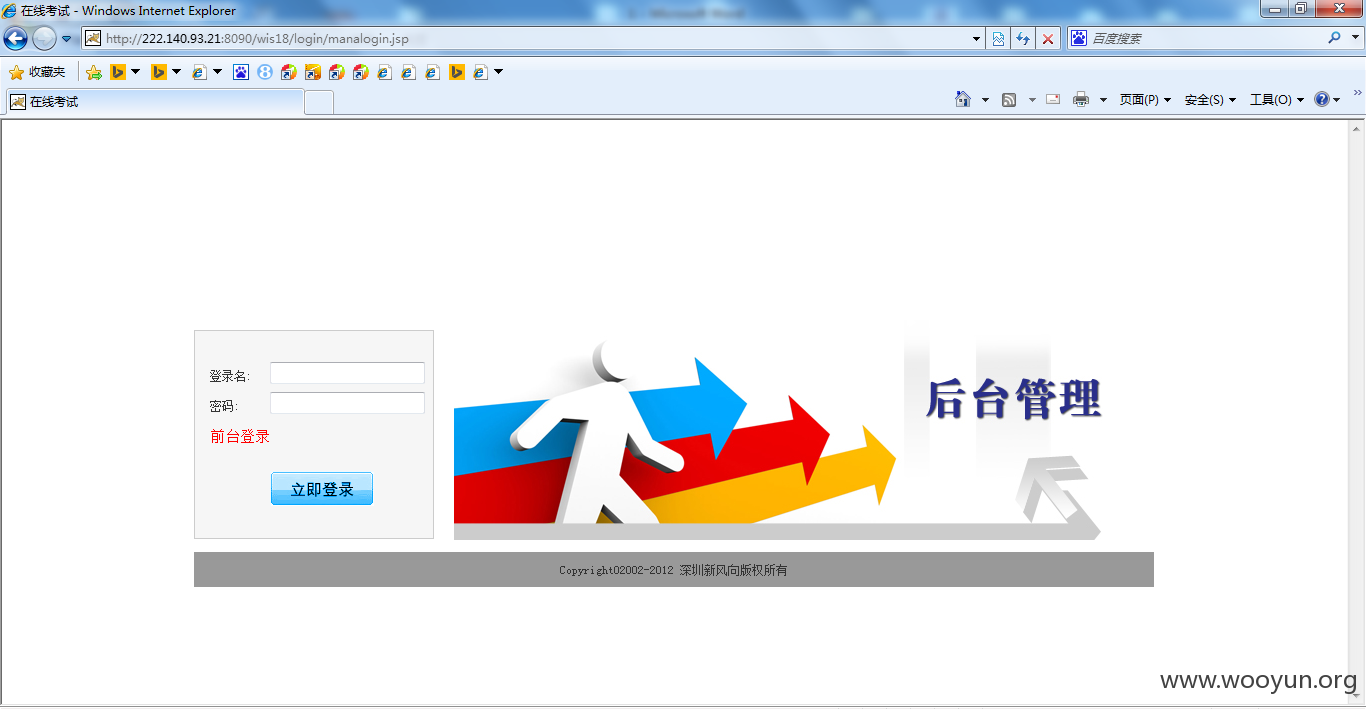 在线考试 - Windows Internet Explorer
http://222.140.93.21:8090/wis18/login/manalogin.jsp
百度搜索
收藏夹
在线考试
页面(P) 安全(S) 工具(O)
登录名:
密码:
前台登录
立即登录
后台管理
Copyright02002-2012 深圳新风向版权所有
www.wooyun.org